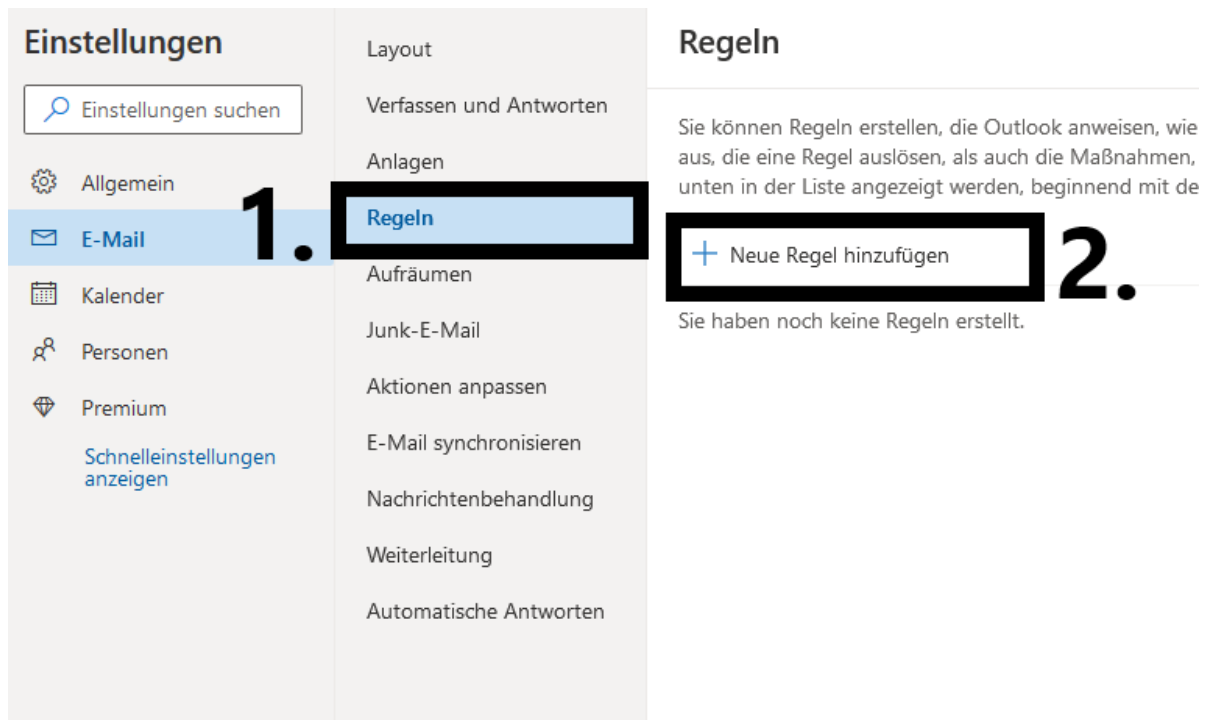 Einstellungen
Einstellungen suchen
Allgemein
E-Mail
Kalender
Personen
Premium
Schnelleinstellungen
anzeigen
1.
Layout
Verfassen und Antworten
Anlagen
Regeln
Aufräumen
Junk-E-Mail
Aktionen anpassen
E-Mail synchronisieren
Nachrichtenbehandlung
Weiterleitung
Automatische Antworten
Regeln
Sie können Regeln erstellen, die Outlook anweisen, wie
aus, die eine Regel auslösen, als auch die Maßnahmen,
unten in der Liste angezeigt werden, beginnend mit de
Neue Regel hinzufügen
2.
Sie haben noch keine Regeln erstellt.